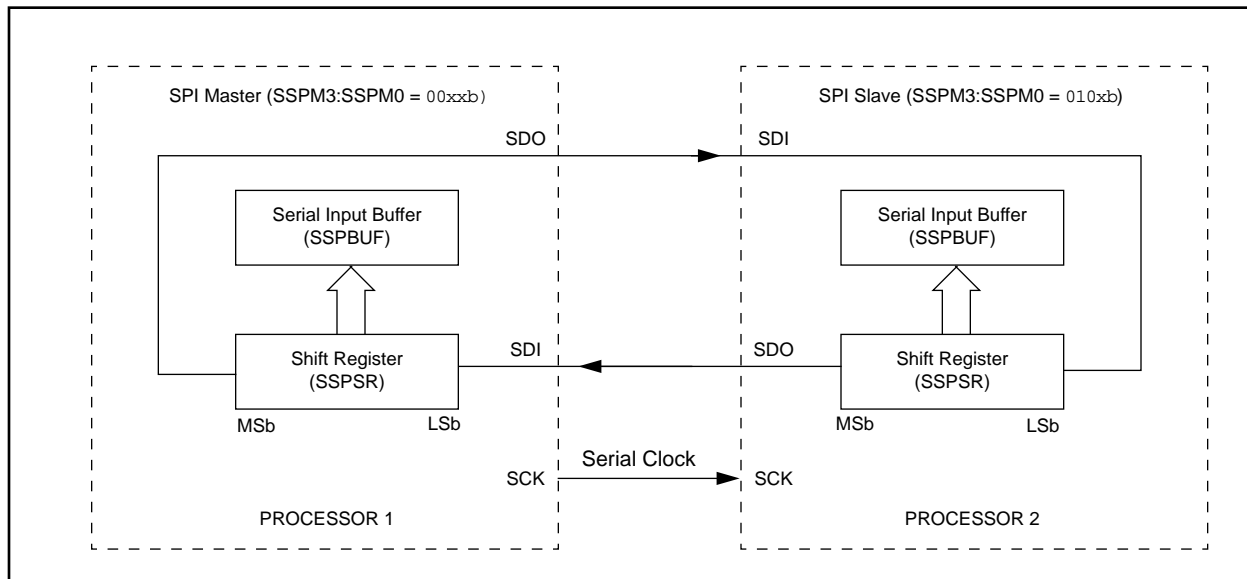 SPI Master (SSPM3:SSPM0 = 00xxb)
SPI Slave (SSPM3:SSPM0 = 010xb)
SDO
SDI
Serial Input Buffer
(SSPBUF)
Serial Input Buffer
(SSPBUF)
Shift Register
(SSPSR)
SDI
SDO
Shift Register
(SSPSR)
MSb
LSb
MSb
LSb
Serial Clock
SCK
SCK
PROCESSOR 1
PROCESSOR 2